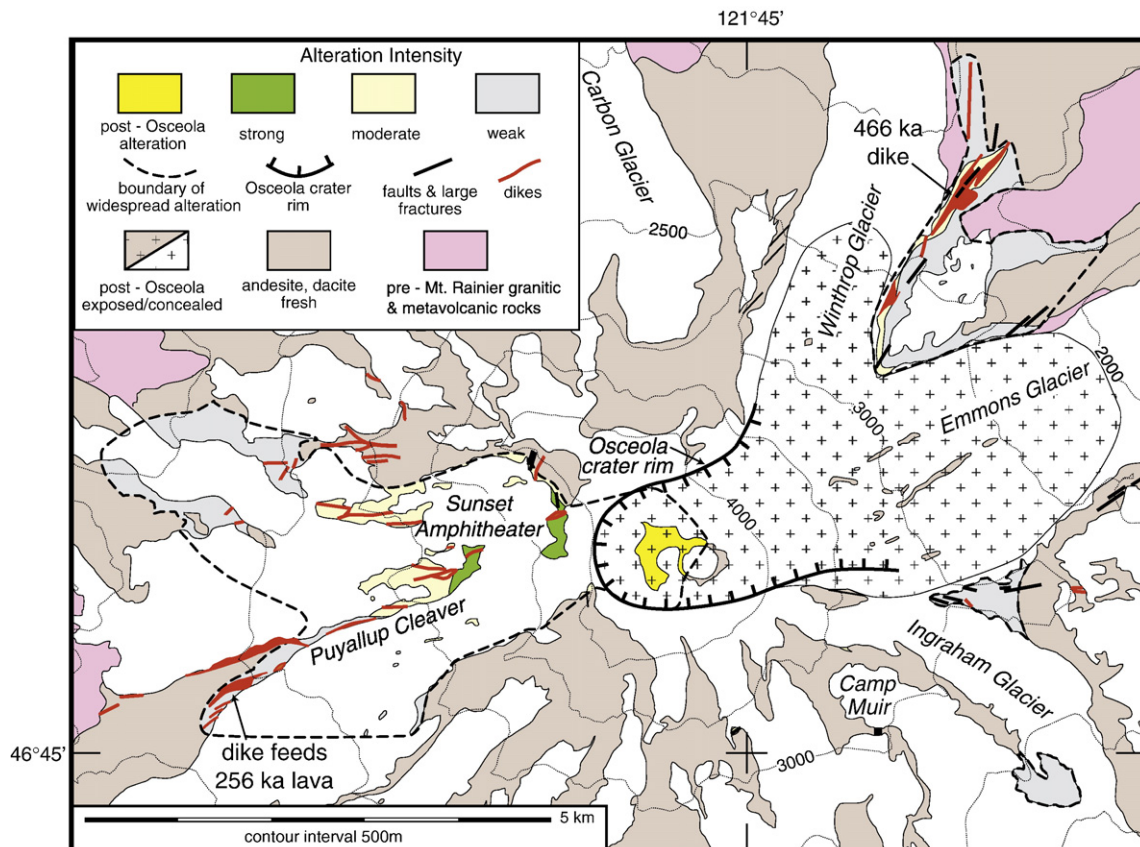 121°45'
Alteration Intensity
post - Osceola
alteration
strong
moderate
weak
boundary of
widespread alteration
Osceola crater
rim
faults & large
fractures
dikes
post - Osceola
exposed/concealed
andesite, dacite
fresh
pre - Mt. Rainier granitic
& metavolcanic rocks
Carbon Glacier
2500
466 ka
dike
Winthrop Glacier
2000
3000
Emmons Glacier
Osceola
crater rim
4000
Sunset
Amphitheater
Puyallup Cleaver
Ingraham Glacier
Camp
Muir
46°45'
dike feeds
256 ka lava
3000
5 km
contour interval 500m